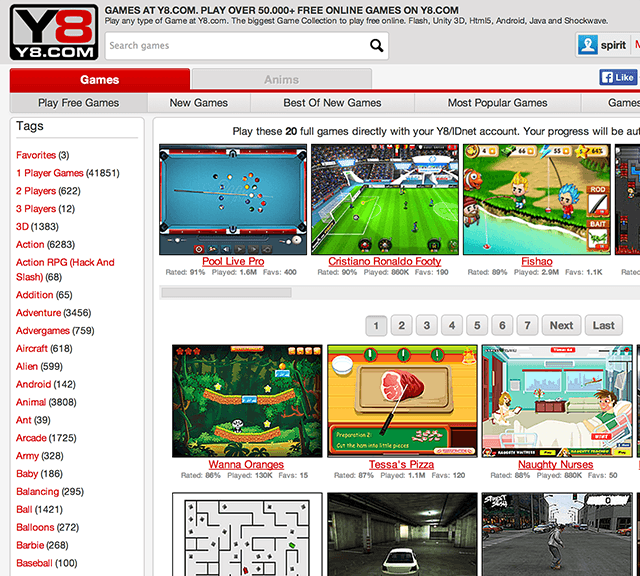 Y8
Y8.COM
GAMES AT Y8.COM. PLAY OVER 50.000+ FREE ONLINE GAMES ON Y8.COM
Play any type of Game at Y8.com. The biggest Game Collection to play free online. Flash, Unity 3D, Html5, Android, Java and Shockwave.
Search games
spirit
Games
Anims
Like
Play Free Games
New Games
Best Of New Games
Most Popular Games
Games
Tags
Favorites (3)
1 Player Games (41851)
2 Players (622)
3 Players (12)
3D (1383)
Action (6283)
Action RPG (Hack And
Slash) (68)
Addition (65)
Adventure (3456)
Advergames (759)
Aircraft (618)
Alien (599)
Android (142)
Animal (3808)
Ant (39)
Arcade (1725)
Army (328)
Baby (186)
Balancing (295)
Ball (1421)
Balloons (272)
Barbie (268)
Baseball (100)
Play these 20 full games directly with your Y8/IDnet account. Your progress will be au
4
66
55
64%
ROD
BAIT
Pool Live Pro
Rated: 91% Played: 1.6M Favs: 400
Cristiano Ronaldo Footy
Rated: 90% Played: 860K Favs: 190
Fishao
Rated: 89% Played: 2.9M Favs: 1.1K
1 2 3 4 5 6 7 Next Last
Preparation 2:
Cut the ham into little pieces
NAUGHTY WAITRESS
Play
Wanna Oranges
Rated: 86% Played: 130K Favs: 15
Tessa's Pizza
Rated: 87% Played: 1.1M Favs: 120
Naughty Nurses
Rated: 88% Played: 880K Favs: 50